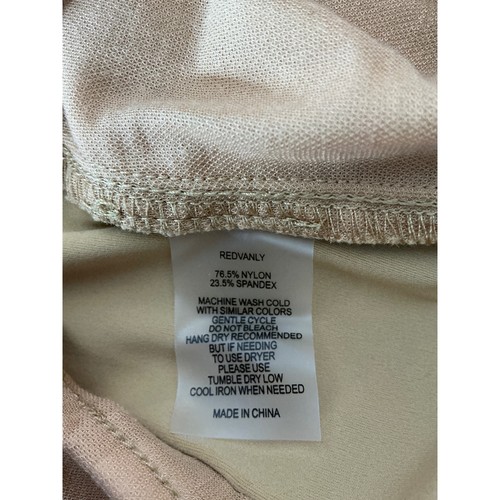 REDVANLY
76.5% NYLON
23.5% SPANDEX
MACHINE WASH COLD
WITH SIMILAR COLORS
GENTLE CYCLE
DO NOT BLEACH
HANG DRY RECOMMENDED
BUT IF NEEDING
TO USE DRYER
PLEASE USE
TUMBLE DRY LOW
COOL IRON WHEN NEEDED
MADE IN CHINA